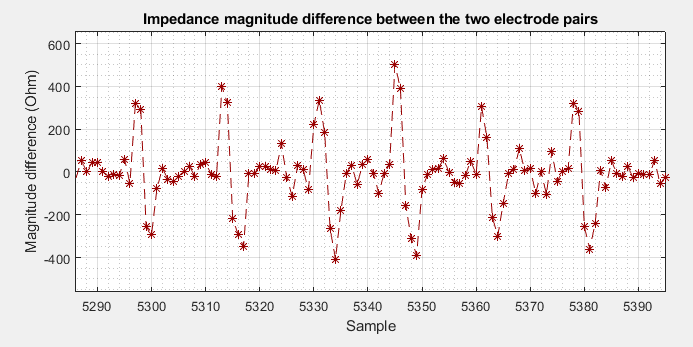 Impedance magnitude difference between the two electrode pairs
600
400
200
0
-200
-400
Magnitude difference (Ohm)
5290 5300 5310 5320 5330 5340 5350 5360 5370 5380 5390
Sample